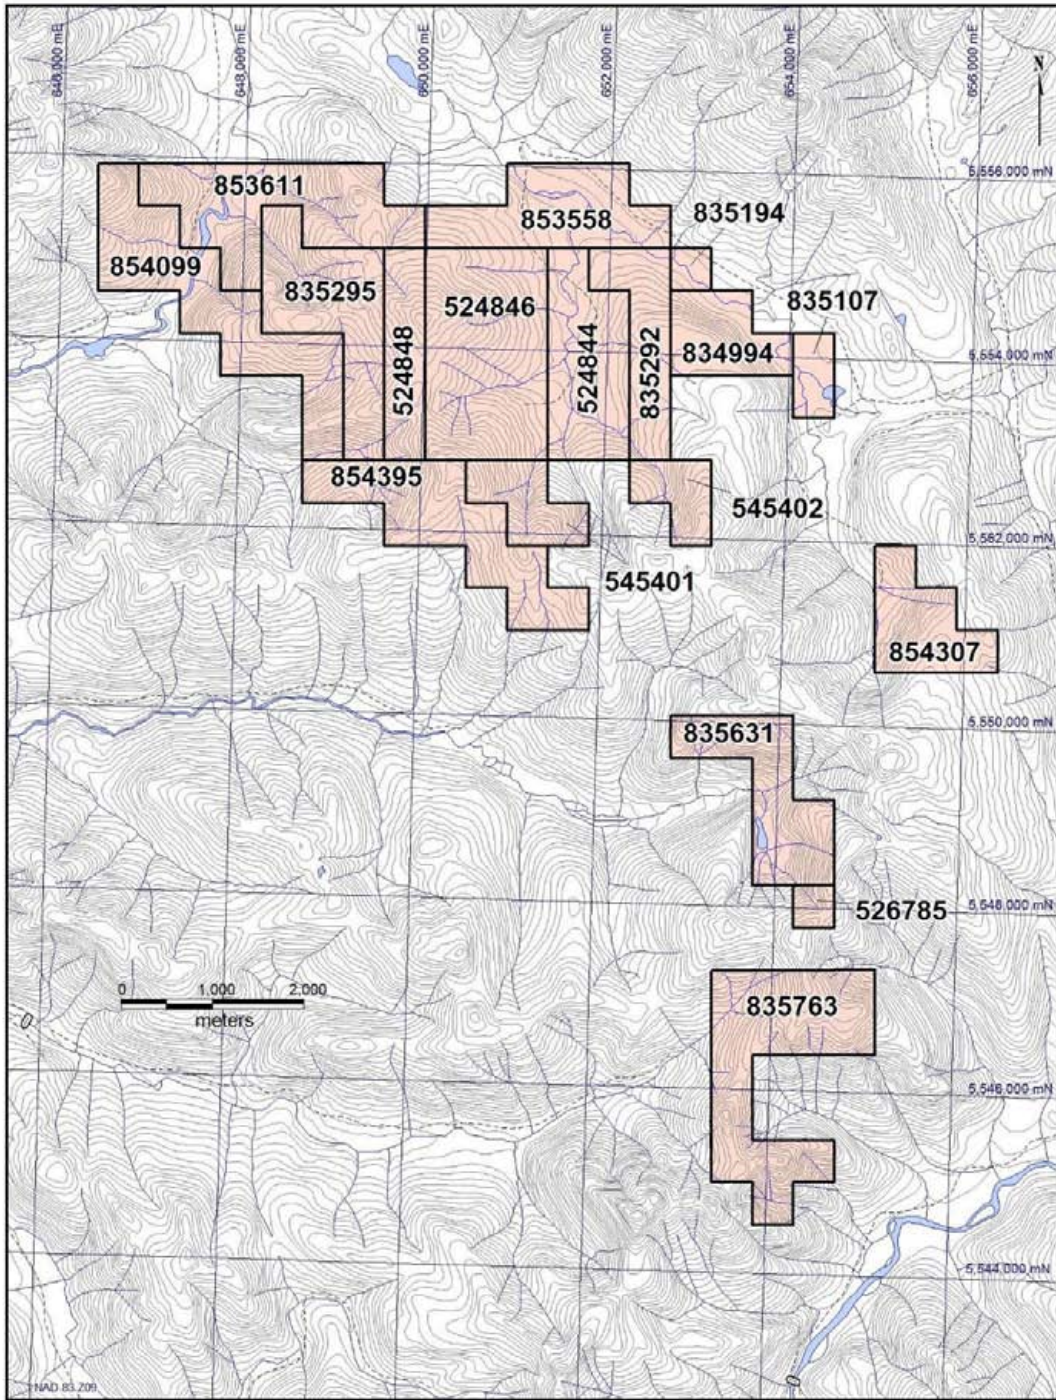 646,000 mE
648,000 mE
650,000 mE
652,000 mE
654,000 mE
656,000 mE
N
5,556,000 mN
853611
853558
835194
854099
835295
524846
835107
524848
524844
835292
834994
5,554,000 mN
854395
545402
5,552,000 mN
545401
854307
835631
5,550,000 mN
526785
5,548,000 mN
0 1,000 2,000
meters
835763
5,546,000 mN
5,544,000 mN
NAD 83 Z09